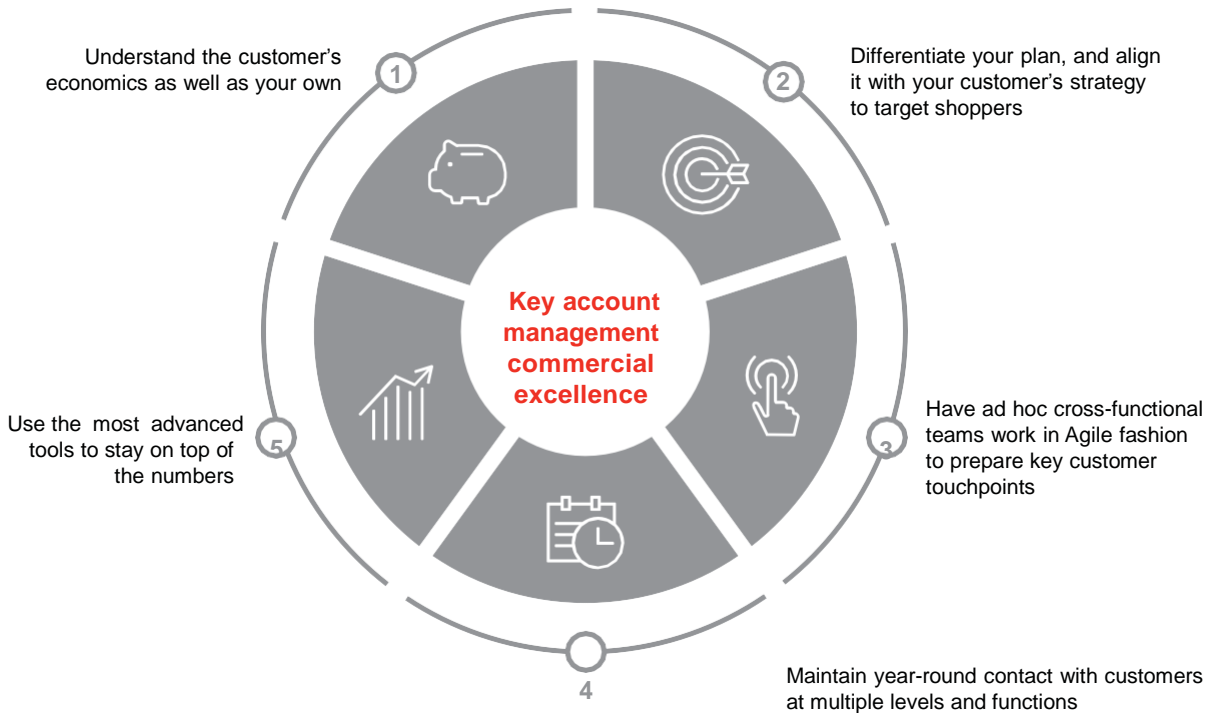 Understand the customer’s
economics as well as your own
1
2
Differentiate your plan, and align
it with your customer’s strategy
to target shoppers
Key account
management
commercial
excellence
Use the most advanced
tools to stay on top of
the numbers
5
3
Have ad hoc cross-functional
teams work in Agile fashion
to prepare key customer
touchpoints
4
Maintain year-round contact with customers
at multiple levels and functions